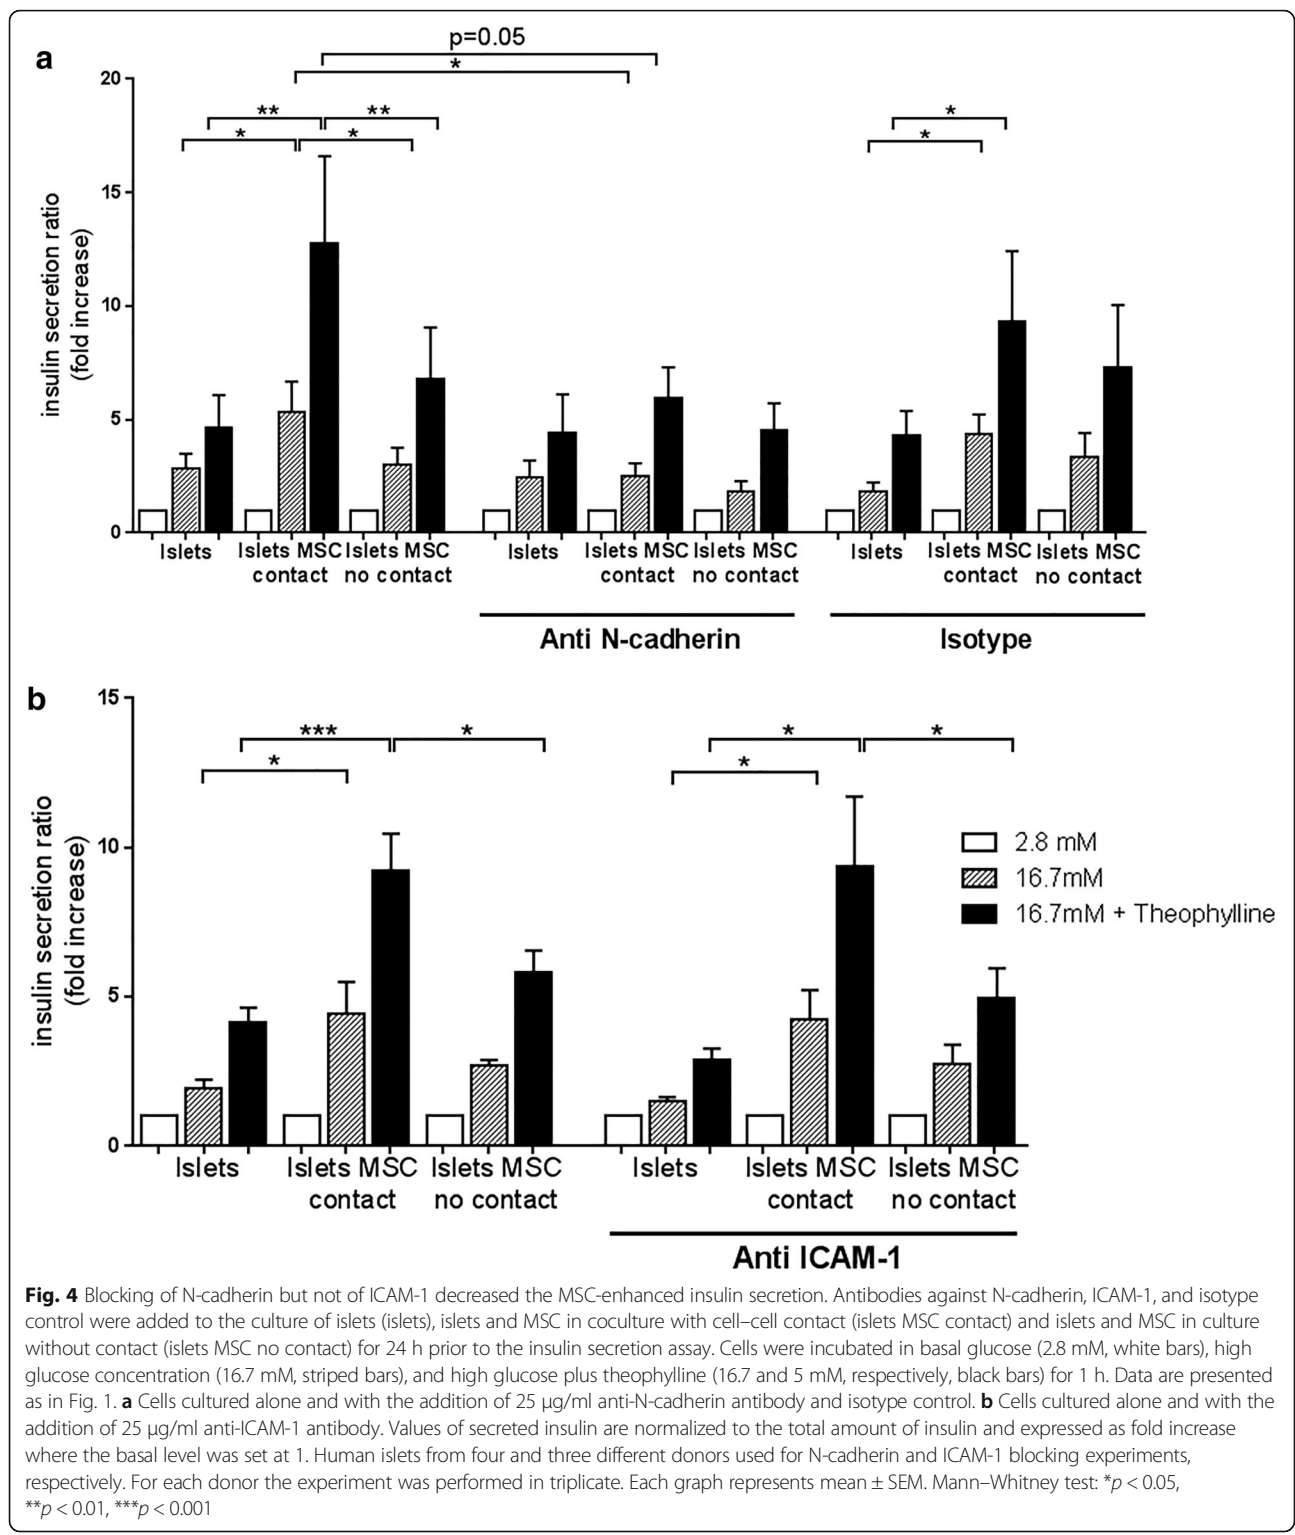 a
p=0.05
*
**
**
*
*
*
*
20
15
10
5
0
insulin secretion ratio
(fold increase)
Islets
Islets MSC
contact
Islets MSC
no contact
Islets
Islets MSC
contact
Islets MSC
no contact
Islets
Islets MSC
contact
Islets MSC
no contact
Anti N-cadherin
Isotype
b
15
10
5
0
insulin secretion ratio
(fold increase)
***
*
*
*
*
*
2.8 mM
16.7mM
16.7mM + Theophylline
Islets
Islets MSC
contact
Islets MSC
no contact
Islets
Islets MSC
contact
Islets MSC
no contact
Anti ICAM-1
Fig. 4 Blocking of N-cadherin but not of ICAM-1 decreased the MSC-enhanced insulin secretion. Antibodies against N-cadherin, ICAM-1, and isotype
control were added to the culture of islets (islets), islets and MSC in coculture with cell–cell contact (islets MSC contact) and islets and MSC in culture
without contact (islets MSC no contact) for 24 h prior to the insulin secretion assay. Cells were incubated in basal glucose (2.8 mM, white bars), high
glucose concentration (16.7 mM, striped bars), and high glucose plus theophylline (16.7 and 5 mM, respectively, black bars) for 1 h. Data are presented
as in Fig. 1. a Cells cultured alone and with the addition of 25 μg/ml anti-N-cadherin antibody and isotype control. b Cells cultured alone and with the
addition of 25 μg/ml anti-ICAM-1 antibody. Values of secreted insulin are normalized to the total amount of insulin and expressed as fold increase
where the basal level was set at 1. Human islets from four and three different donors used for N-cadherin and ICAM-1 blocking experiments,
respectively. For each donor the experiment was performed in triplicate. Each graph represents mean ± SEM. Mann–Whitney test: *p < 0.05,
**p < 0.01, ***p < 0.001